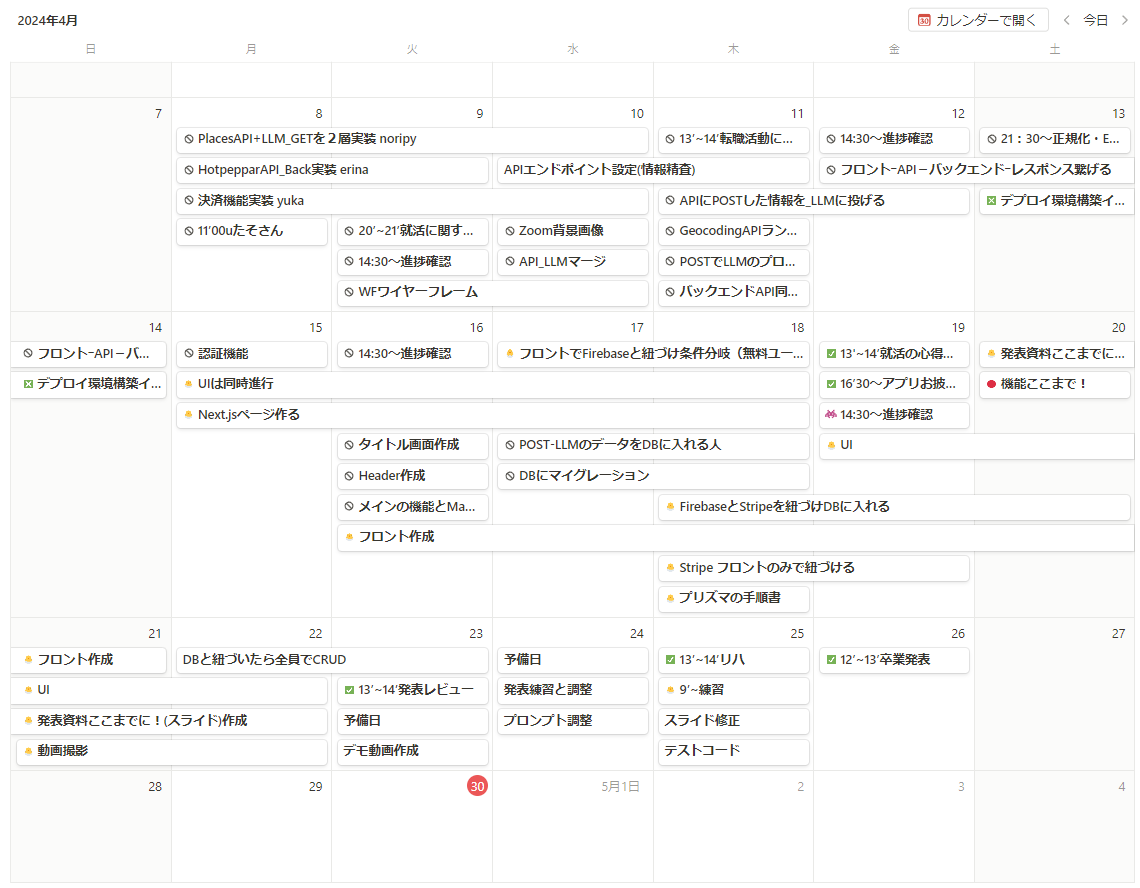 2024年4月
30 カレンダーで開く 今日
日 月 火 水 木 金 土
7 8 9 10 11 12 13
PlacesAPI+LLM_GETを２層実装 noripy
13’~14’転職活動に...
14:30～進捗確認
21：30～正規化・E...
HotpepparAPI_Back実装 erina
APIエンドポイント設定(情報精査)
フロント-API－バックエンド-レスポンス繋げる
決済機能実装 yuka
APIにPOSTした情報を_LLMに投げる
デプロイ環境構築イ...
11’00uたそさん
20’~21’就活に関す...
Zoom背景画像
GeocodingAPIラン...
14:30～進捗確認
API_LLMマージ
POSTでLLMのプロ...
WFワイヤーフレーム
バックエンドAPI同...
14 15 16 17 18 19 20
フロント-API－バ...
認証機能
14:30～進捗確認
フロントでFirebaseと紐づけ条件分岐（無料ユー...
13’~14’就活の心得...
発表資料ここまでに...
デプロイ環境構築イ...
UIは同時進行
16’30～アプリお披...
機能ここまで！
Next.jsページ作る
14:30～進捗確認
タイトル画面作成
POST-LLMのデータをDBに入れる人
UI
Header作成
DBにマイグレーション
メインの機能とMa...
FirebaseとStripeを紐づけDBに入れる
フロント作成
Stripe フロントのみで紐づける
プリズマの手順書
21 22 23 24 25 26 27
フロント作成
DBと紐づいたら全員でCRUD
予備日
13’~14’リハ
12’~13’卒業発表
UI
13’~14’発表レビュー
発表練習と調整
9’~練習
発表資料ここまでに！(スライド)作成
予備日
プロンプト調整
スライド修正
動画撮影
デモ動画作成
テストコード
28 29 30 5月1日 2 3 4